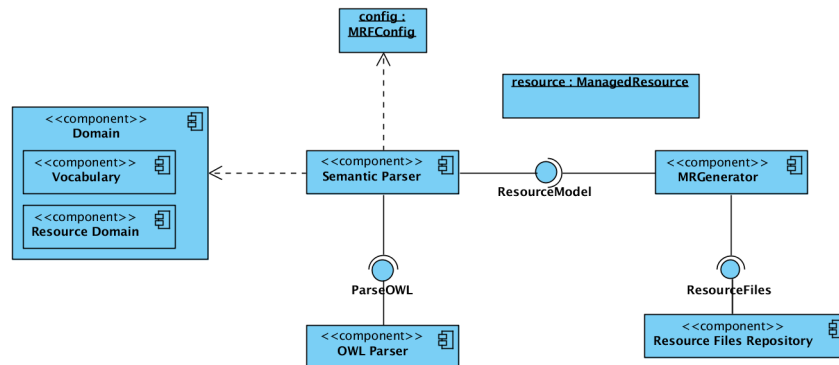 config :
MRFConfig
resource : ManagedResource
<<component>>
Domain
<<component>>
Vocabulary
<<component>>
Resource Domain
<<component>>
Semantic Parser
ResourceModel
<<component>>
MRGenerator
ParseOWL
ResourceFiles
<<component>>
OWL Parser
<<component>>
Resource Files Repository